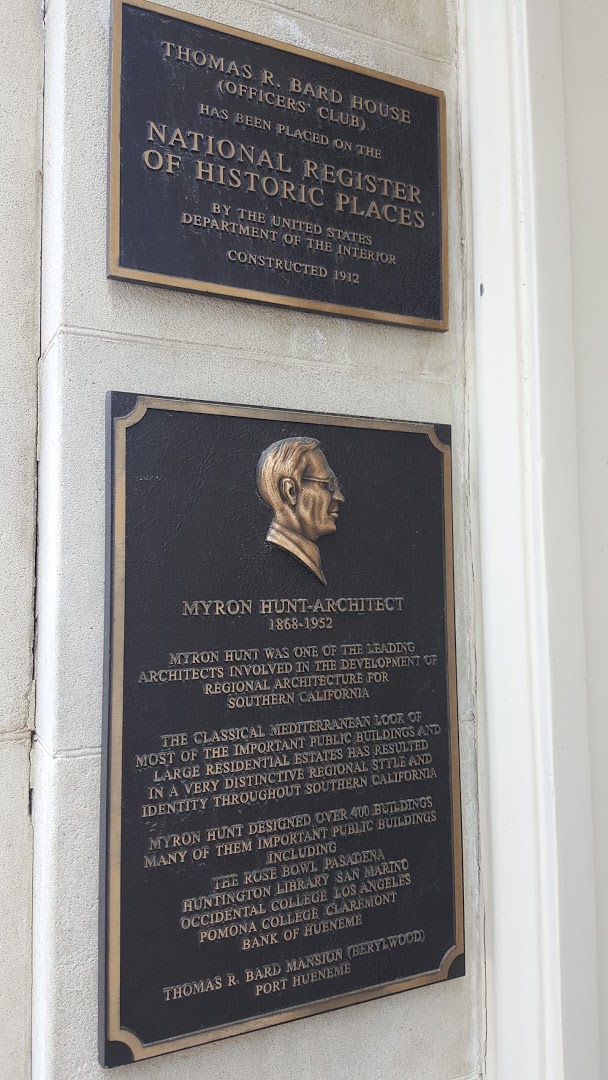 THOMAS R. BARD HOUSE
(OFFICERS' CLUB)
HAS BEEN PLACED ON THE
NATIONAL REGISTER
OF HISTORIC PLACES
BY THE UNITED STATES
DEPARTMENT OF THE INTERIOR
CONSTRUCTED 1912
MYRON HUNT-ARCHITECT
1868-1952
MYRON HUNT WAS ONE OF THE LEADING
ARCHITECTS INVOLVED IN THE DEVELOPMENT OF
REGIONAL ARCHITECTURE FOR
SOUTHERN CALIFORNIA
THE CLASSICAL MEDITERRANEAN LOOK OF
MOST OF THE IMPORTANT PUBLIC BUILDINGS AND
LARGE RESIDENTIAL ESTATES HAS RESULTED
IN A VERY DISTINCTIVE REGIONAL STYLE AND
IDENTITY THROUGHOUT SOUTHERN CALIFORNIA
MYRON HUNT DESIGNED OVER 400 BUILDINGS
MANY OF THEM IMPORTANT PUBLIC BUILDINGS
INCLUDING
THE ROSE BOWL PASADENA
HUNTINGTON LIBRARY SAN MARINO
OCCIDENTAL COLLEGE LOS ANGELES
POMONA COLLEGE CLAREMONT
BANK OF HUENEME
THOMAS R. BARD MANSION (BERYLWOOD)
PORT HUENEME